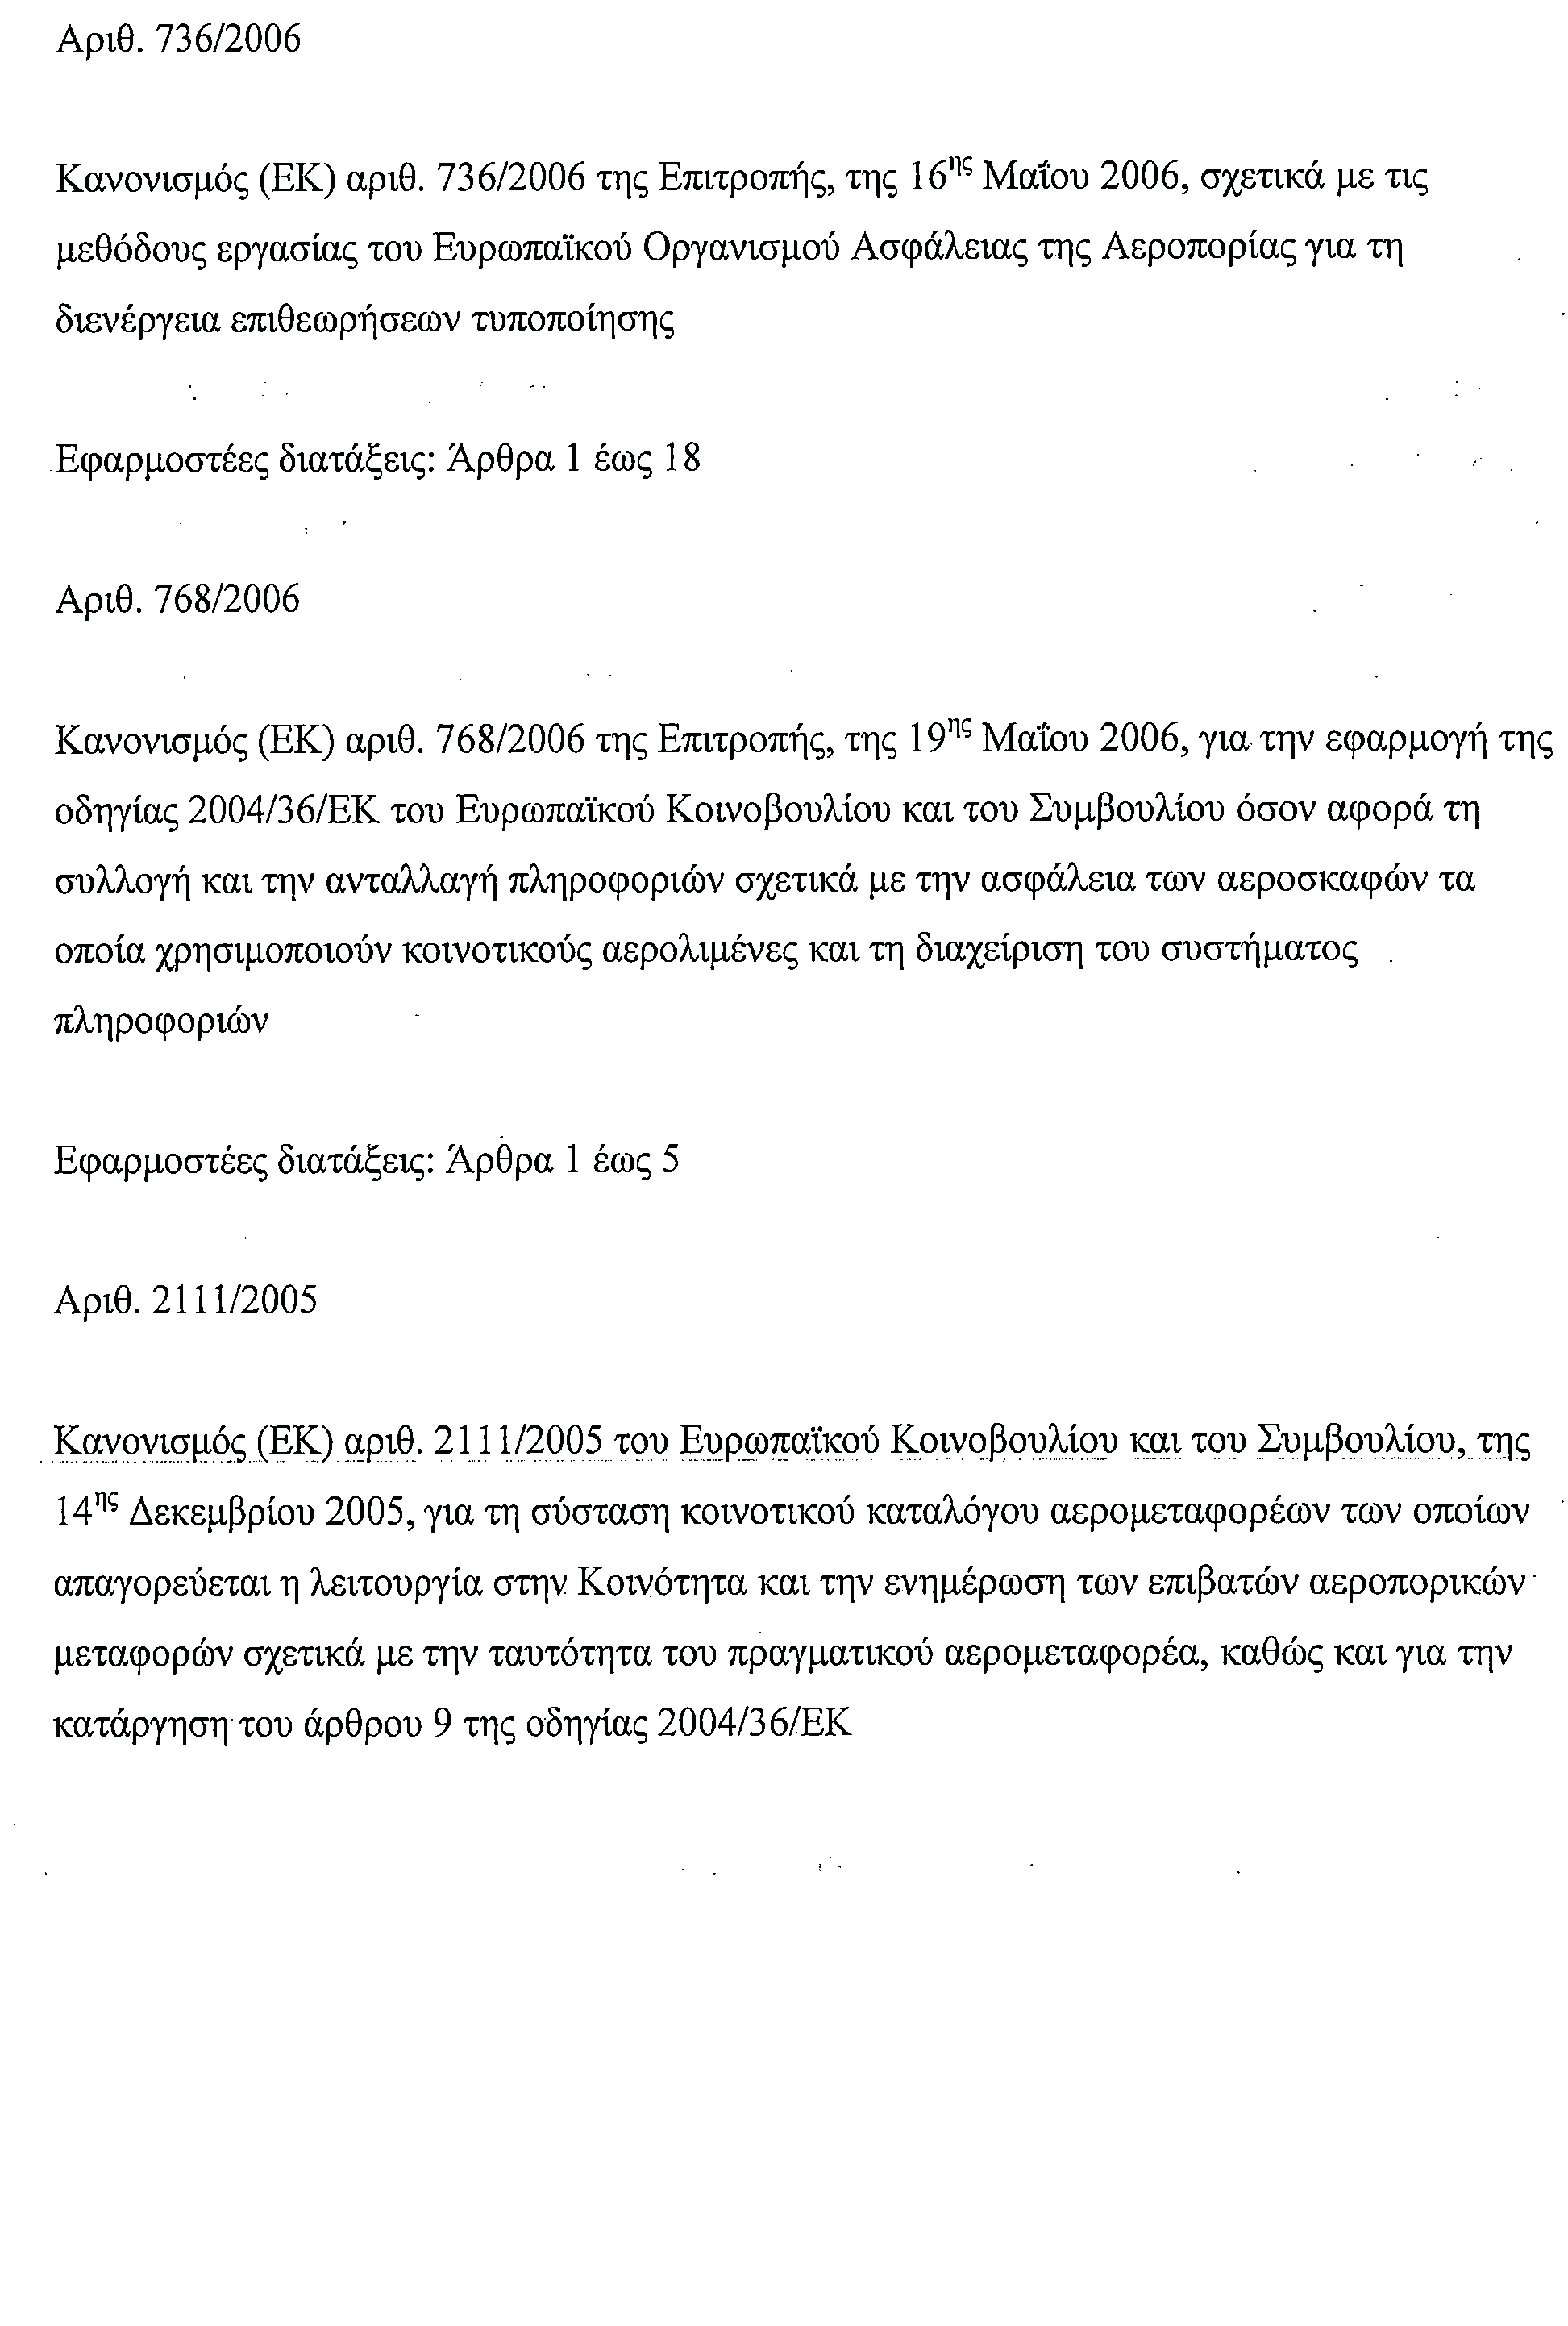 Αριθ. 736/2006
Κανονισμός (ΕΚ) αριθ. 736/2006 της Επιτροπής, της 16ης Μαΐου 2006, σχετικά με τις
μεθόδους εργασίας του Ευρωπαϊκού Οργανισμού Ασφάλειας της Αεροπορίας για τη
διενέργεια επιθεωρήσεων τυποποίησης
Εφαρμοστέες διατάξεις: Άρθρα 1 έως 18
Αριθ. 768/2006
Κανονισμός (ΕΚ) αριθ. 768/2006 της Επιτροπής, της 19ης Μαΐου 2006, για την εφαρμογή της
οδηγίας 2004/36/ΕΚ του Ευρωπαϊκού Κοινοβουλίου και του Συμβουλίου όσον αφορά τη
συλλογή και την ανταλλαγή πληροφοριών σχετικά με την ασφάλεια των αεροσκαφών τα
οποία χρησιμοποιούν κοινοτικούς αερολιμένες και τη διαχείριση του συστήματος
πληροφοριών
Εφαρμοστέες διατάξεις: Άρθρα 1 έως 5
Αριθ. 2111/2005
Κανονισμός (ΕΚ) αριθ. 2111/2005 του Ευρωπαϊκού Κοινοβουλίου και του Συμβουλίου, της
14ης Δεκεμβρίου 2005, για τη σύσταση κοινοτικού καταλόγου αερομεταφορέων των οποίων
απαγορεύεται η λειτουργία στην Κοινότητα και την ενημέρωση των επιβατών αεροπορικών
μεταφορών σχετικά με την ταυτότητα του πραγματικού αερομεταφορέα, καθώς και για την
κατάργηση του άρθρου 9 της οδηγίας 2004/36/ΕΚ